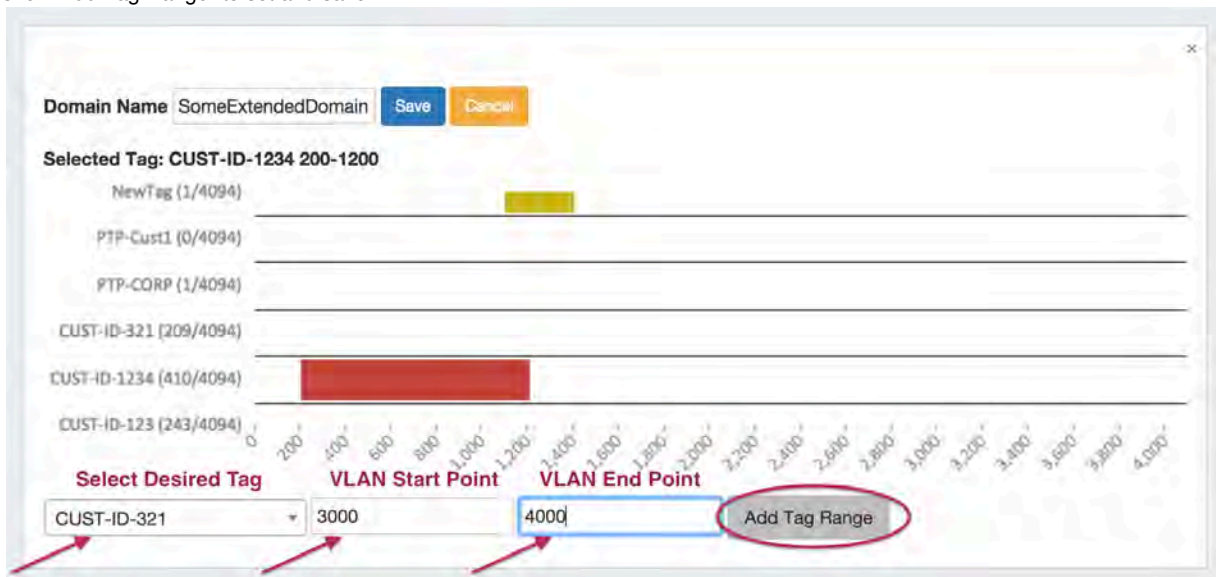 ×
Domain Name SomeExtendedDomain Save Cancel
Selected Tag: CUST-ID-1234 200-1200
NewTag (1/4094)
PTP-Cust1 (0/4094)
PTP-CORP (1/4094)
CUST-ID-321 (209/4094)
CUST-ID-1234 (410/4094)
CUST-ID-123 (243/4094)
0 200 400 600 800 1,000 1,200 1,400 1,600 1,800 2,000 2,200 2,400 2,600 2,800 3,000 3,200 3,400 3,600 3,800 4,000
Select Desired Tag VLAN Start Point VLAN End Point
CUST-ID-321 3000 4000 Add Tag Range